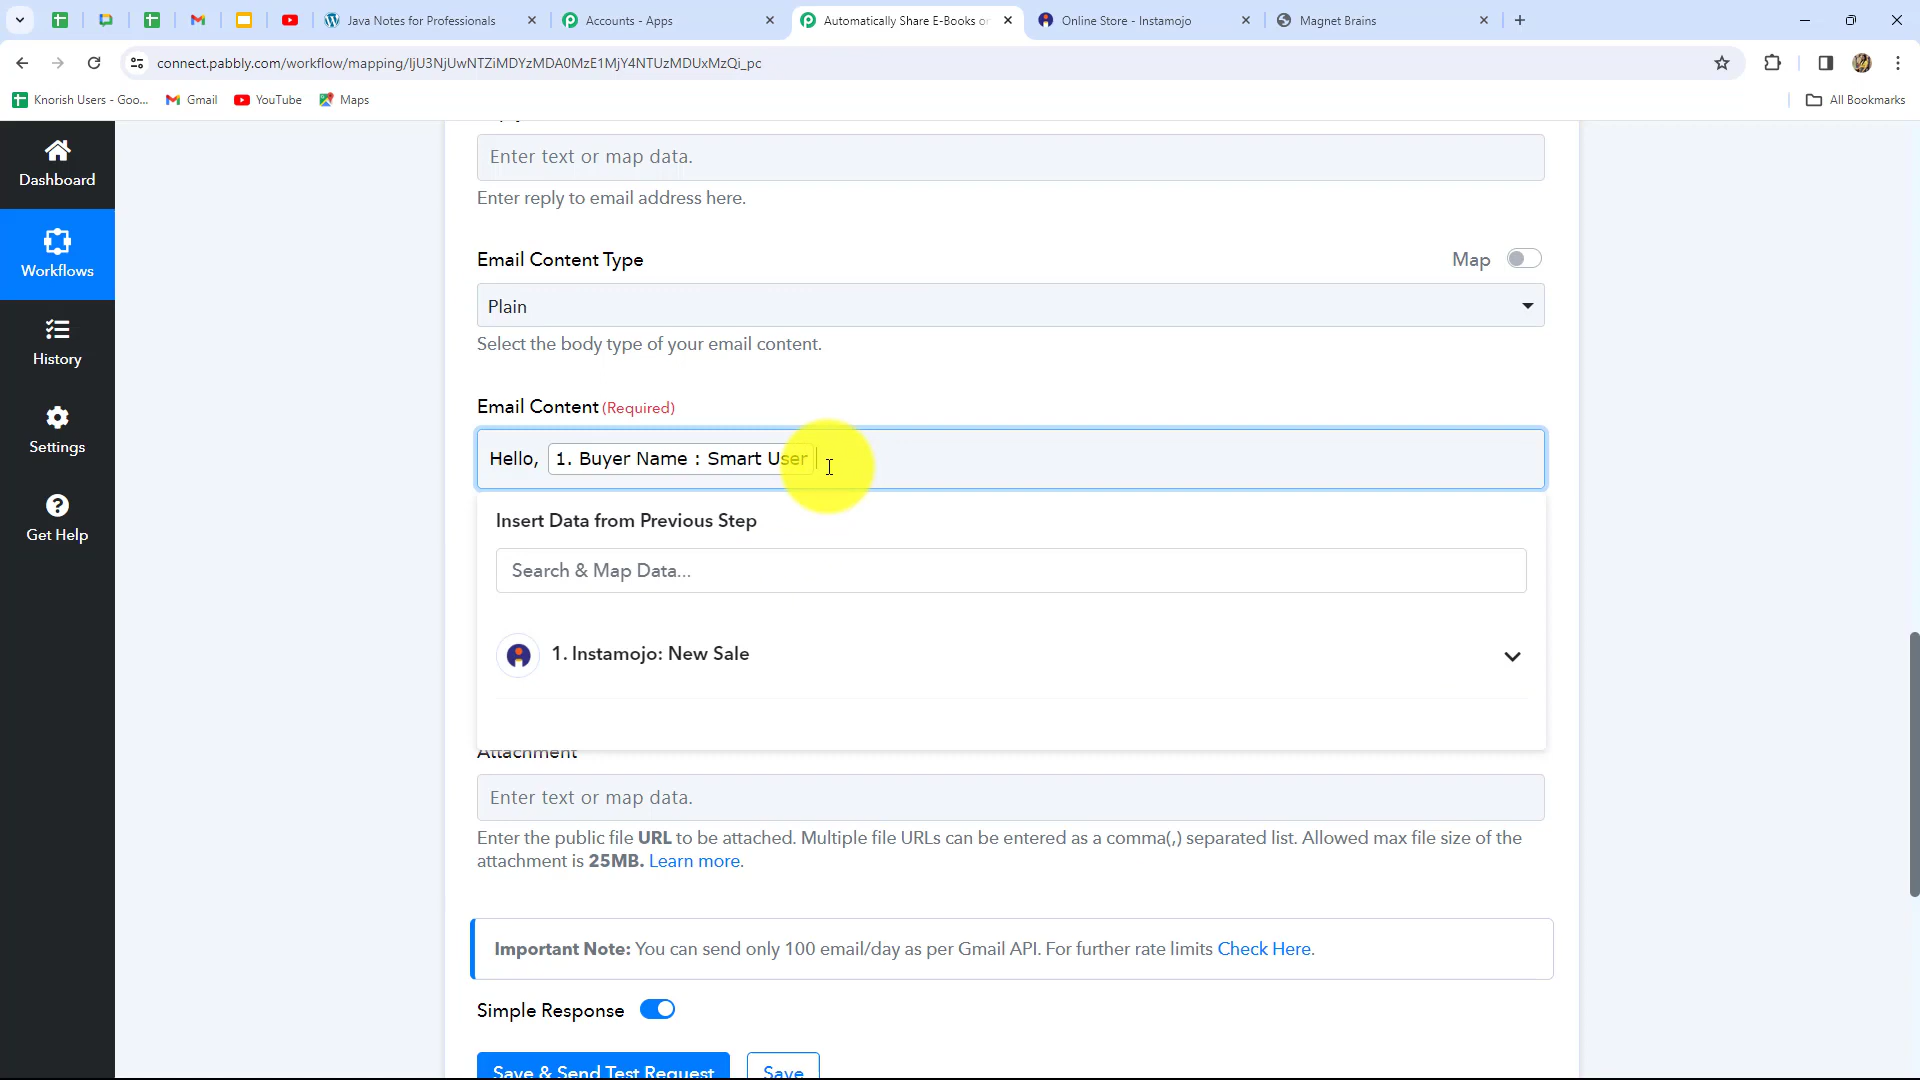 Java Notes for Professionals
Accounts - Apps
Automatically Share E-Books or
Online Store - Instamojo
Magnet Brains
connect.pabbly.com/workflow/mapping/IjU3NjUwNTZiMDYzMDA0MzE1MjY4NTUzMDUxMzQi_pc
Knorish Users - Goo...
Gmail
YouTube
Maps
All Bookmarks
Dashboard
Workflows
History
Settings
Get Help
Enter text or map data.
Enter reply to email address here.
Email Content Type
Map
Plain
Select the body type of your email content.
Email Content (Required)
Hello, 1. Buyer Name : Smart User
Insert Data from Previous Step
Search & Map Data...
1. Instamojo: New Sale
Attachment
Enter text or map data.
Enter the public file URL to be attached. Multiple file URLs can be entered as a comma(,) separated list. Allowed max file size of the
attachment is 25MB. Learn more.
Important Note: You can send only 100 email/day as per Gmail API. For further rate limits Check Here.
Simple Response
Save & Send Test Request
Save